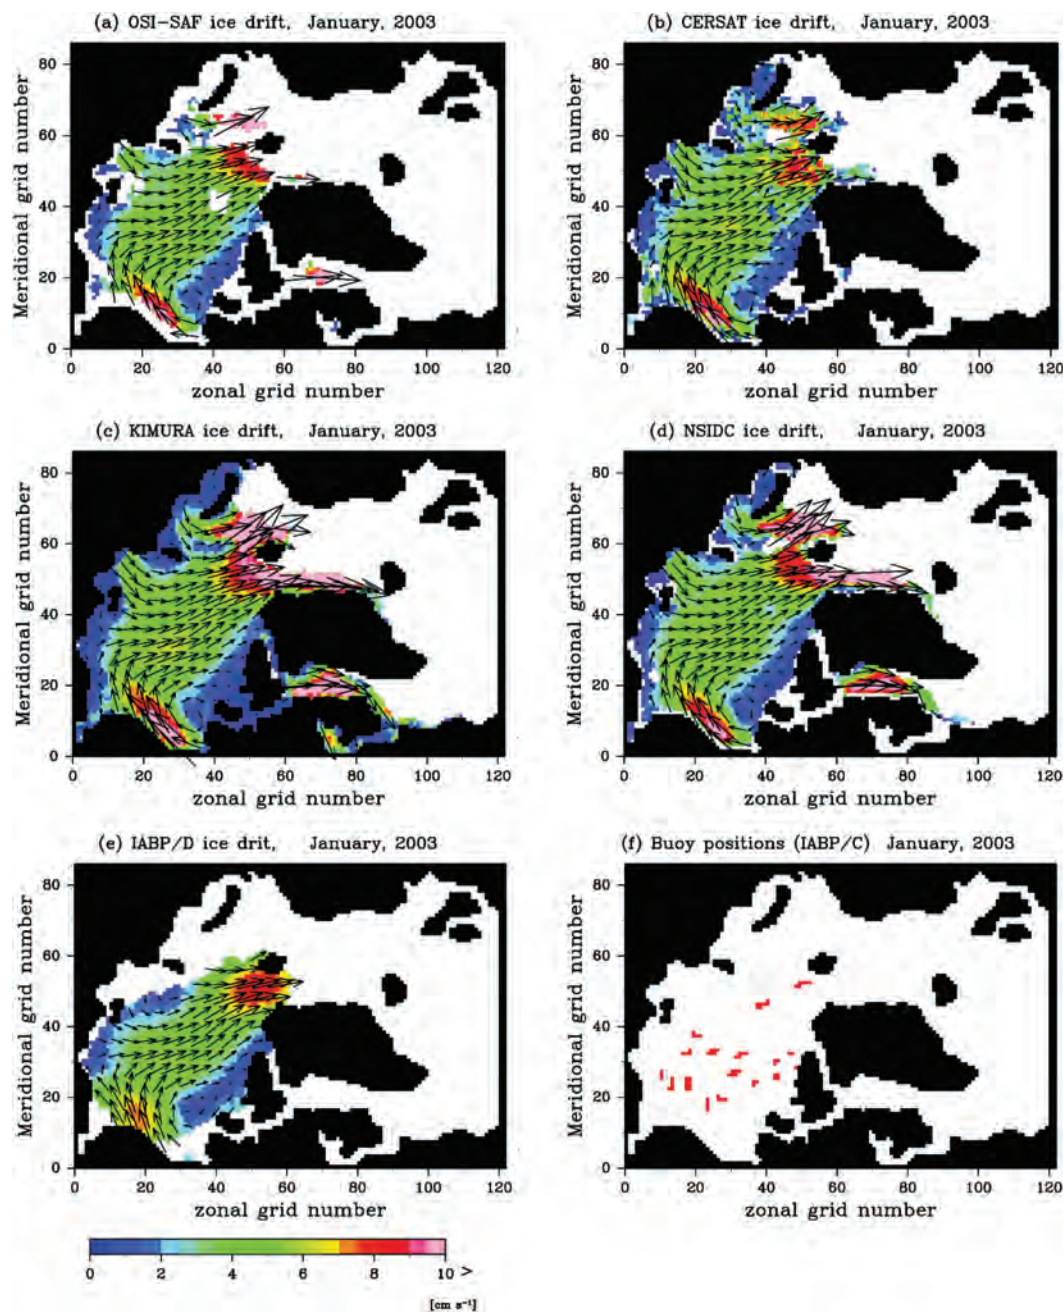 (a) OSI-SAF ice drift, January, 2003
Meridional grid number
80
60
40
20
0
0 20 40 60 80 100 120
zonal grid number
(b) CERSAT ice drift, January, 2003
Meridional grid number
80
60
40
20
0
0 20 40 60 80 100 120
zonal grid number
(c) KIMURA ice drift, January, 2003
Meridional grid number
80
60
40
20
0
0 20 40 60 80 100 120
zonal grid number
(d) NSIDC ice drift, January, 2003
Meridional grid number
80
60
40
20
0
0 20 40 60 80 100 120
zonal grid number
(e) IABP/D ice drit, January, 2003
Meridional grid number
80
60
40
20
0
0 20 40 60 80 100 120
zonal grid number
(f) Buoy positions (IABP/C) January, 2003
Meridional grid number
80
60
40
20
0
0 20 40 60 80 100 120
zonal grid number
0 2 4 6 8 10 >
[cm s⁻¹]